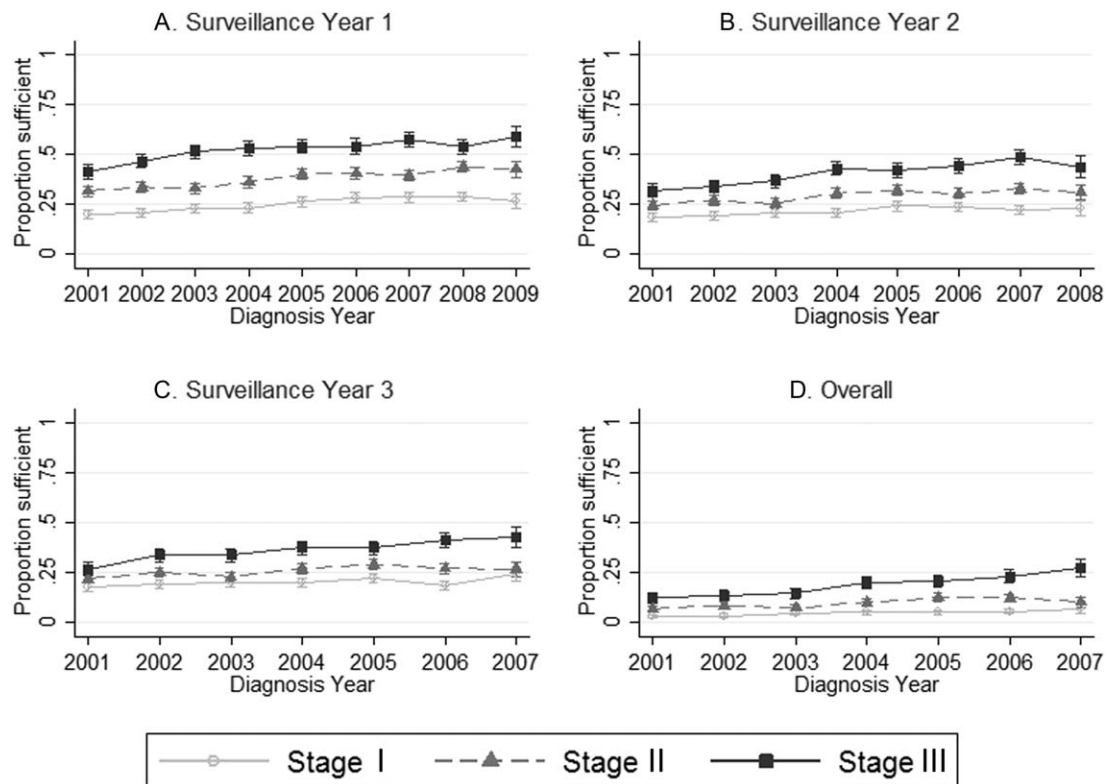 A. Surveillance Year 1
Proportion sufficient
1
.75
.5
.25
0
2001 2002 2003 2004 2005 2006 2007 2008 2009
Diagnosis Year
B. Surveillance Year 2
Proportion sufficient
1
.75
.5
.25
0
2001 2002 2003 2004 2005 2006 2007 2008
Diagnosis Year
C. Surveillance Year 3
Proportion sufficient
1
.75
.5
.25
0
2001 2002 2003 2004 2005 2006 2007
Diagnosis Year
D. Overall
Proportion sufficient
1
.75
.5
.25
0
2001 2002 2003 2004 2005 2006 2007
Diagnosis Year
Stage I Stage II Stage III